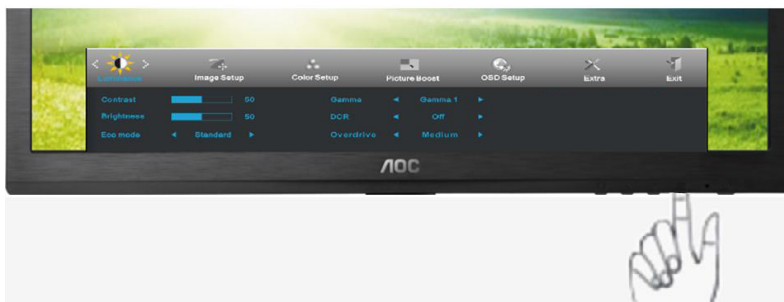 < Luminance >
Image Setup
Color Setup
Picture Boost
OSD Setup
Extra
Exit
Contrast 50 Gamma Gamma 1
Brightness 50 DCR Off
Eco mode Standard Overdrive Medium
AOC